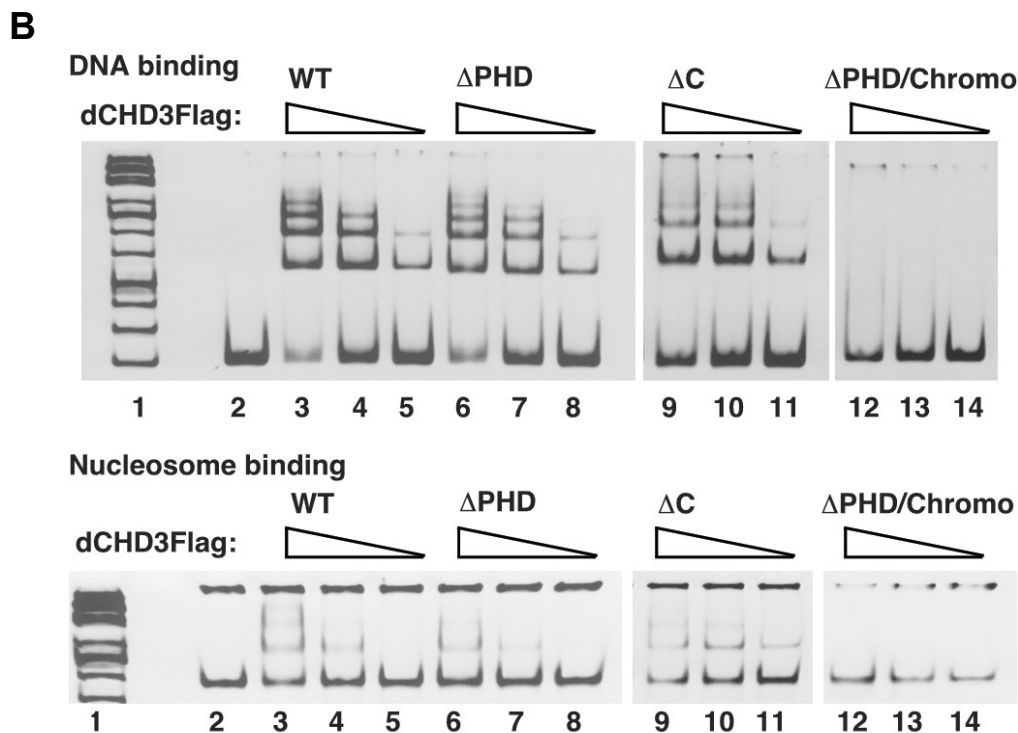 B
DNA binding
WT ΔPHD ΔC ΔPHD/Chromo
dCHD3Flag:
1 2 3 4 5 6 7 8 9 10 11 12 13 14
Nucleosome binding
WT ΔPHD ΔC ΔPHD/Chromo
dCHD3Flag:
1 2 3 4 5 6 7 8 9 10 11 12 13 14